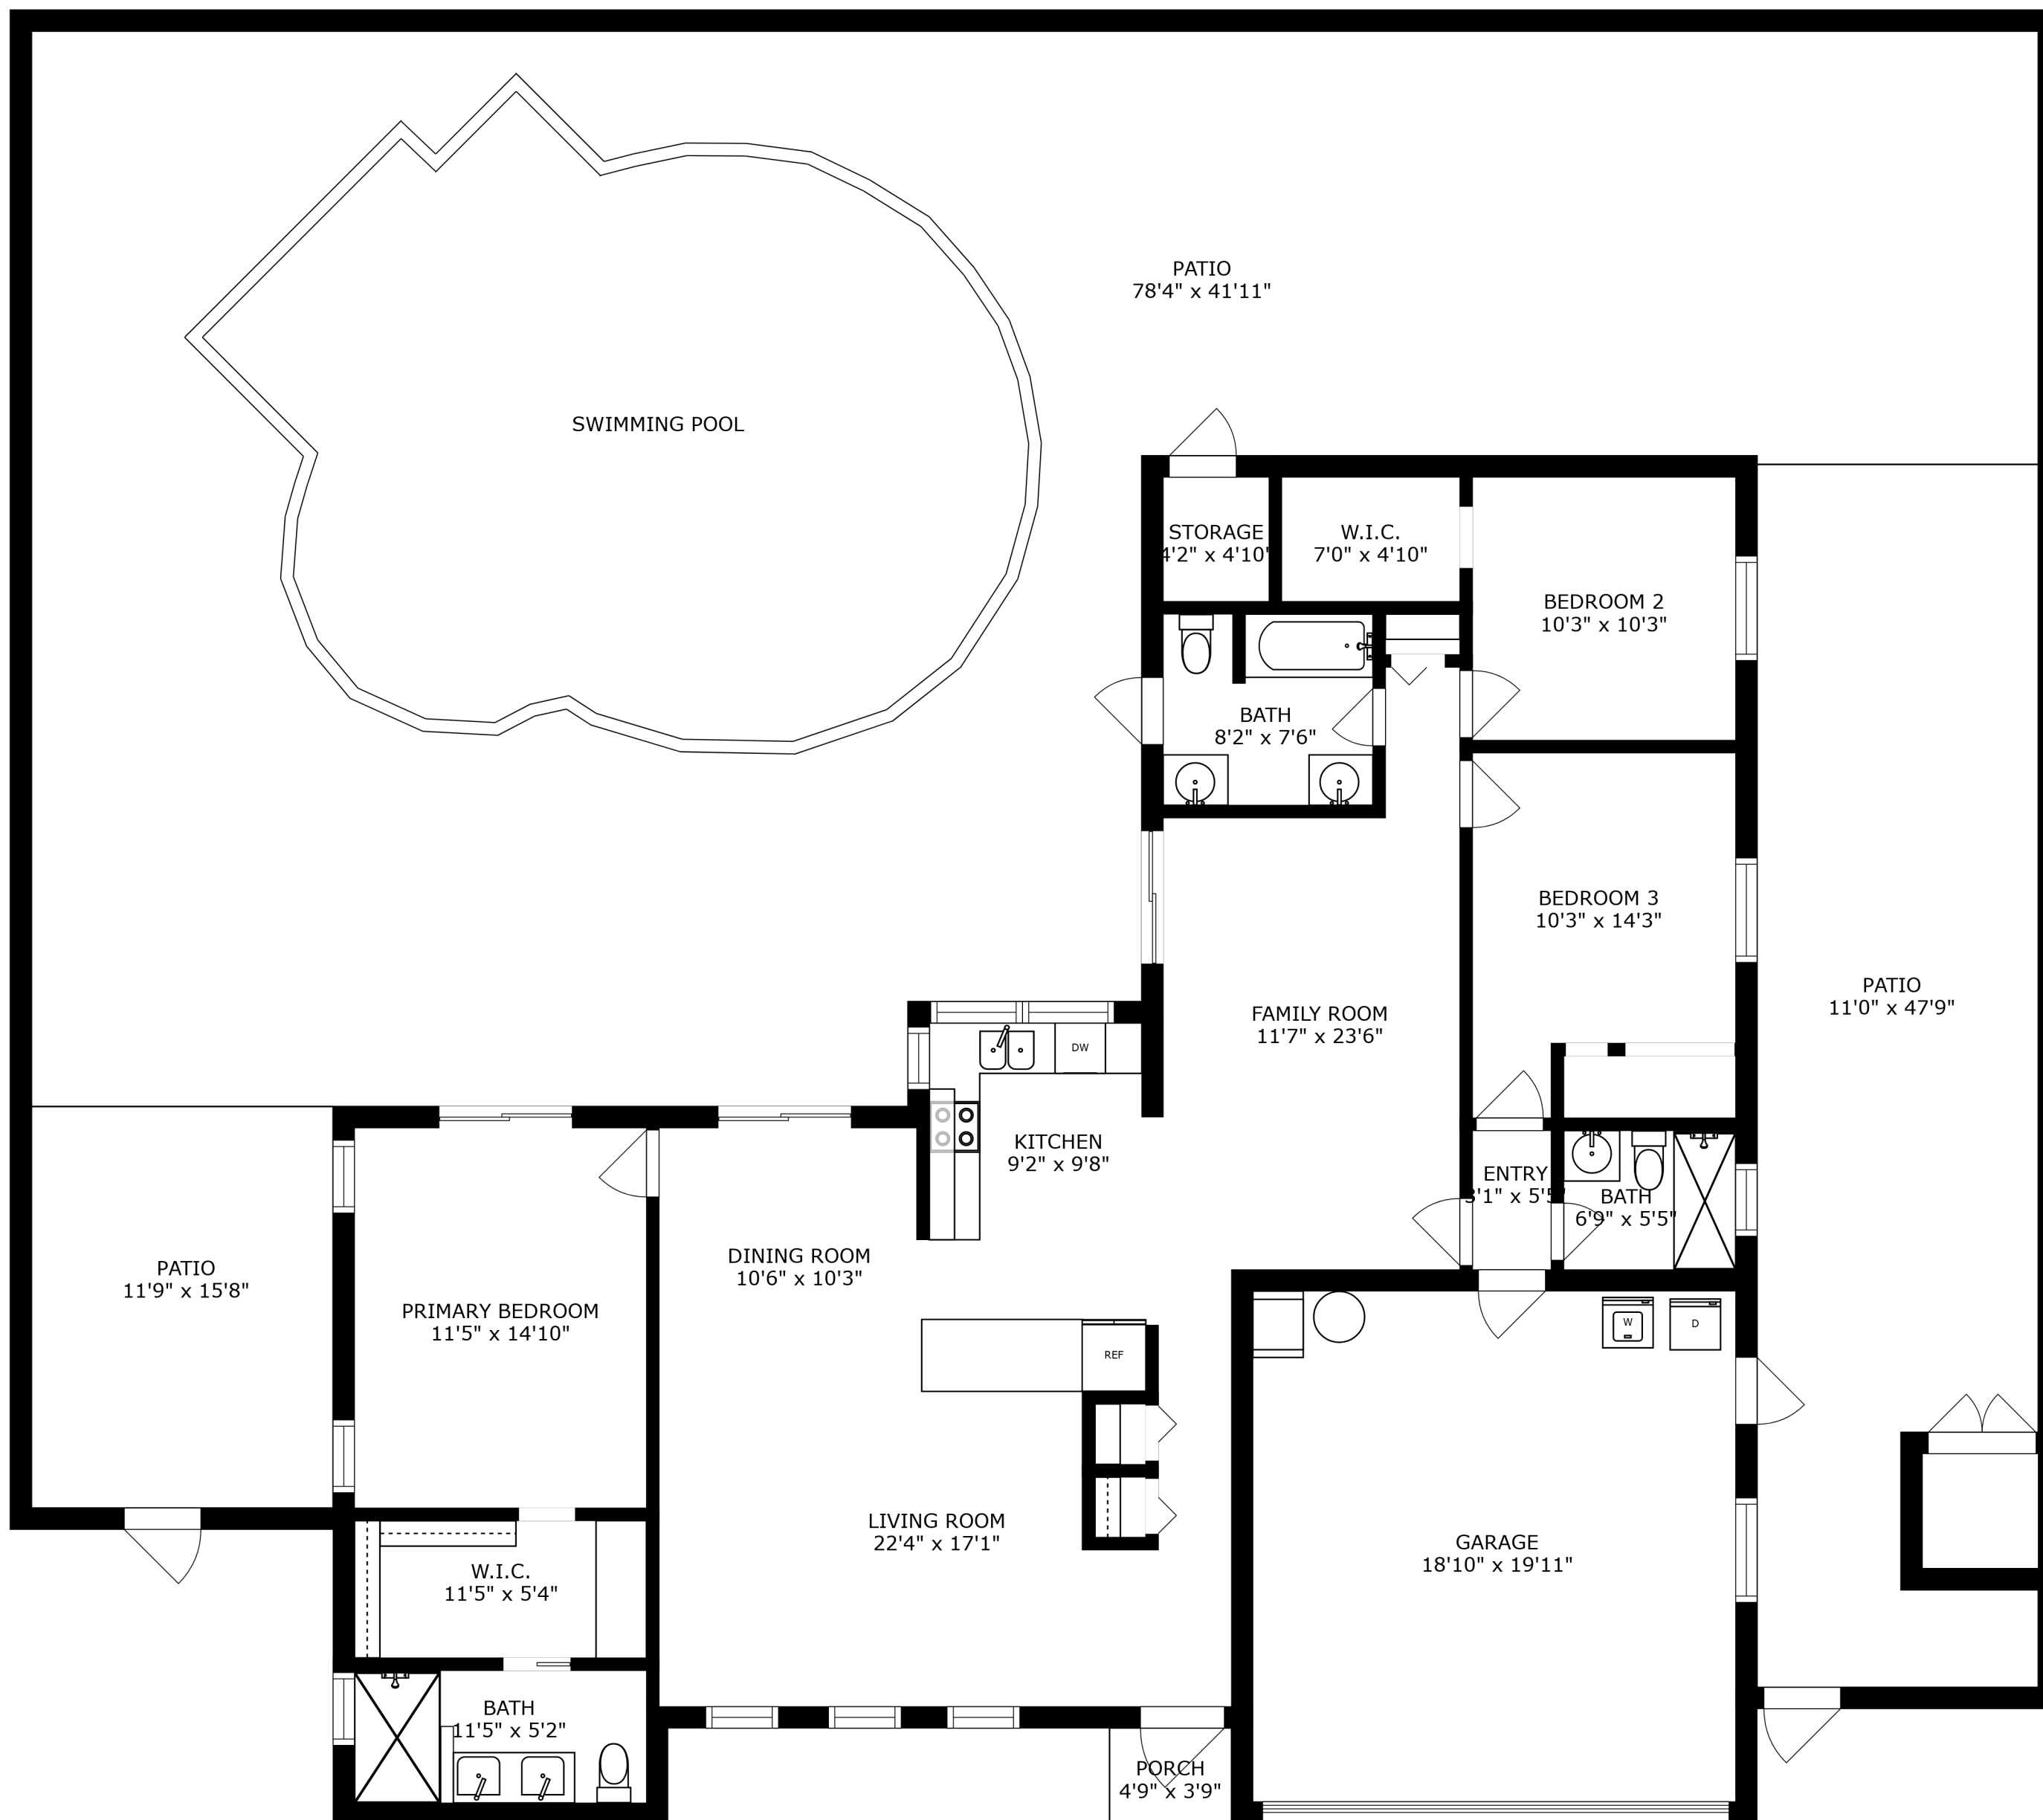 PATIO
78'4" x 41'11"
SWIMMING POOL
STORAGE
4'2" x 4'10"
W.I.C.
7'0" x 4'10"
BEDROOM 2
10'3" x 10'3"
BATH
8'2" x 7'6"
BEDROOM 3
10'3" x 14'3"
PATIO
11'0" x 47'9"
FAMILY ROOM
11'7" x 23'6"
DW
KITCHEN
9'2" x 9'8"
ENTRY
3'1" x 5'5"
BATH
6'9" x 5'5"
DINING ROOM
10'6" x 10'3"
PATIO
11'9" x 15'8"
PRIMARY BEDROOM
11'5" x 14'10"
REF
W
D
LIVING ROOM
22'4" x 17'1"
GARAGE
18'10" x 19'11"
W.I.C.
11'5" x 5'4"
BATH
11'5" x 5'2"
PORCH
4'9" x 3'9"